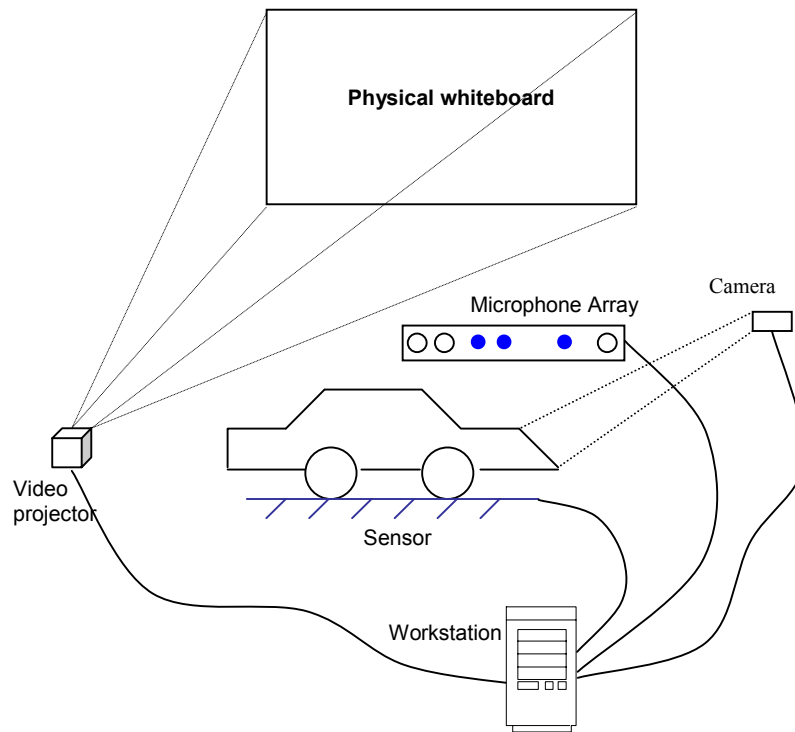 Physical whiteboard
Camera
Microphone Array
Video
projector
Sensor
Workstation